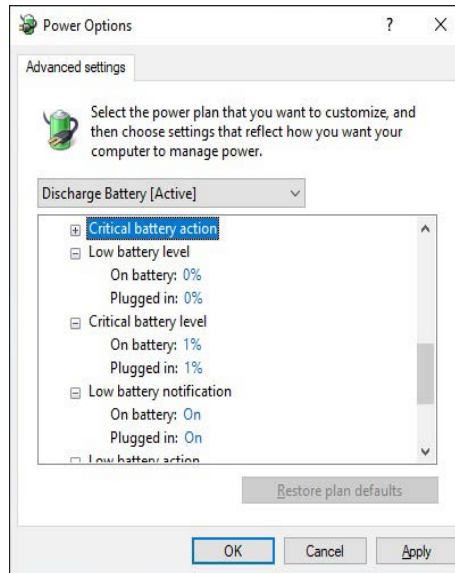 Power Options
Advanced settings
Select the power plan that you want to customize, and
then choose settings that reflect how you want your
computer to manage power.
Discharge Battery [Active]
Critical battery action
Low battery level
On battery: 0%
Plugged in: 0%
Critical battery level
On battery: 1%
Plugged in: 1%
Low battery notification
On battery: On
Plugged in: On
Low battery action
Restore plan defaults
OK Cancel Apply